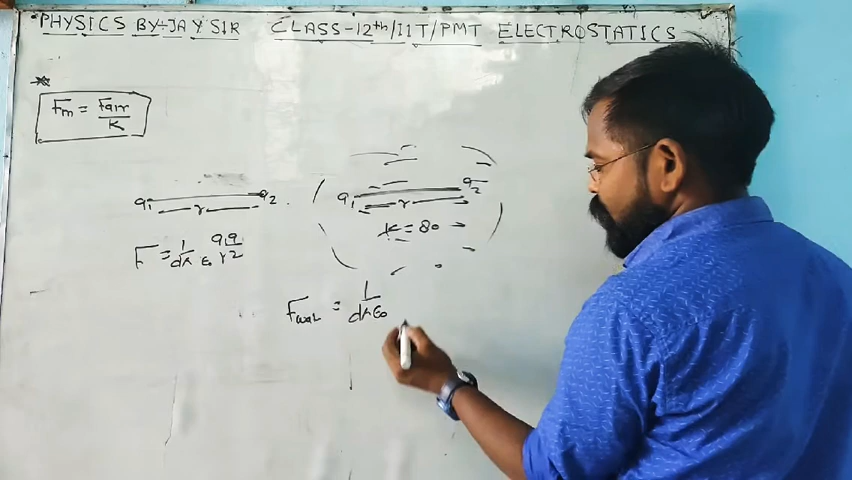 PHYSICS BY÷JAY SIR CLASS-12th/IIT/PMT ELECTROSTATICS
Fm = Fair/K
q1 q2
r
q1 q2
r
K = 80
F = 1/4π ε0 q1q2/r2
Fwat = 1/4πε0